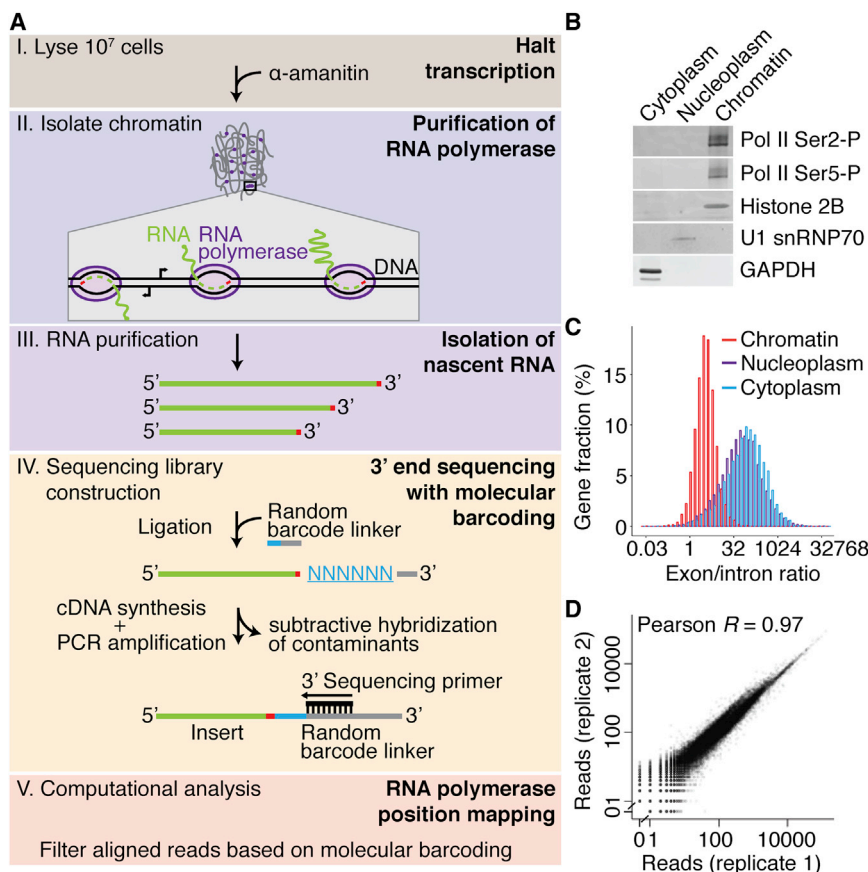 A
I. Lyse 10⁷ cells
Halt
transcription
α-amanitin
II. Isolate chromatin
Purification of
RNA polymerase
RNA
RNA
polymerase
DNA
III. RNA purification
Isolation of
nascent RNA
5’
3’
5’
3’
5’
3’
IV. Sequencing library
construction
3’ end sequencing
with molecular
barcoding
Ligation
Random
barcode linker
5’
NNNNNN
3’
cDNA synthesis
+
PCR amplification
subtractive hybridization
of contaminants
3’ Sequencing primer
5’
3’
Insert
Random
barcode linker
V. Computational analysis
RNA polymerase
position mapping
Filter aligned reads based on molecular barcoding
B
Cytoplasm
Nucleoplasm
Chromatin
Pol II Ser2-P
Pol II Ser5-P
Histone 2B
U1 snRNP70
GAPDH
C
Chromatin
Nucleoplasm
Cytoplasm
Gene fraction (%)
15
10
5
0
0.03
1
32
1024
32768
Exon/intron ratio
D
Pearson R = 0.97
Reads (replicate 2)
10000
100
01
01
100
10000
Reads (replicate 1)